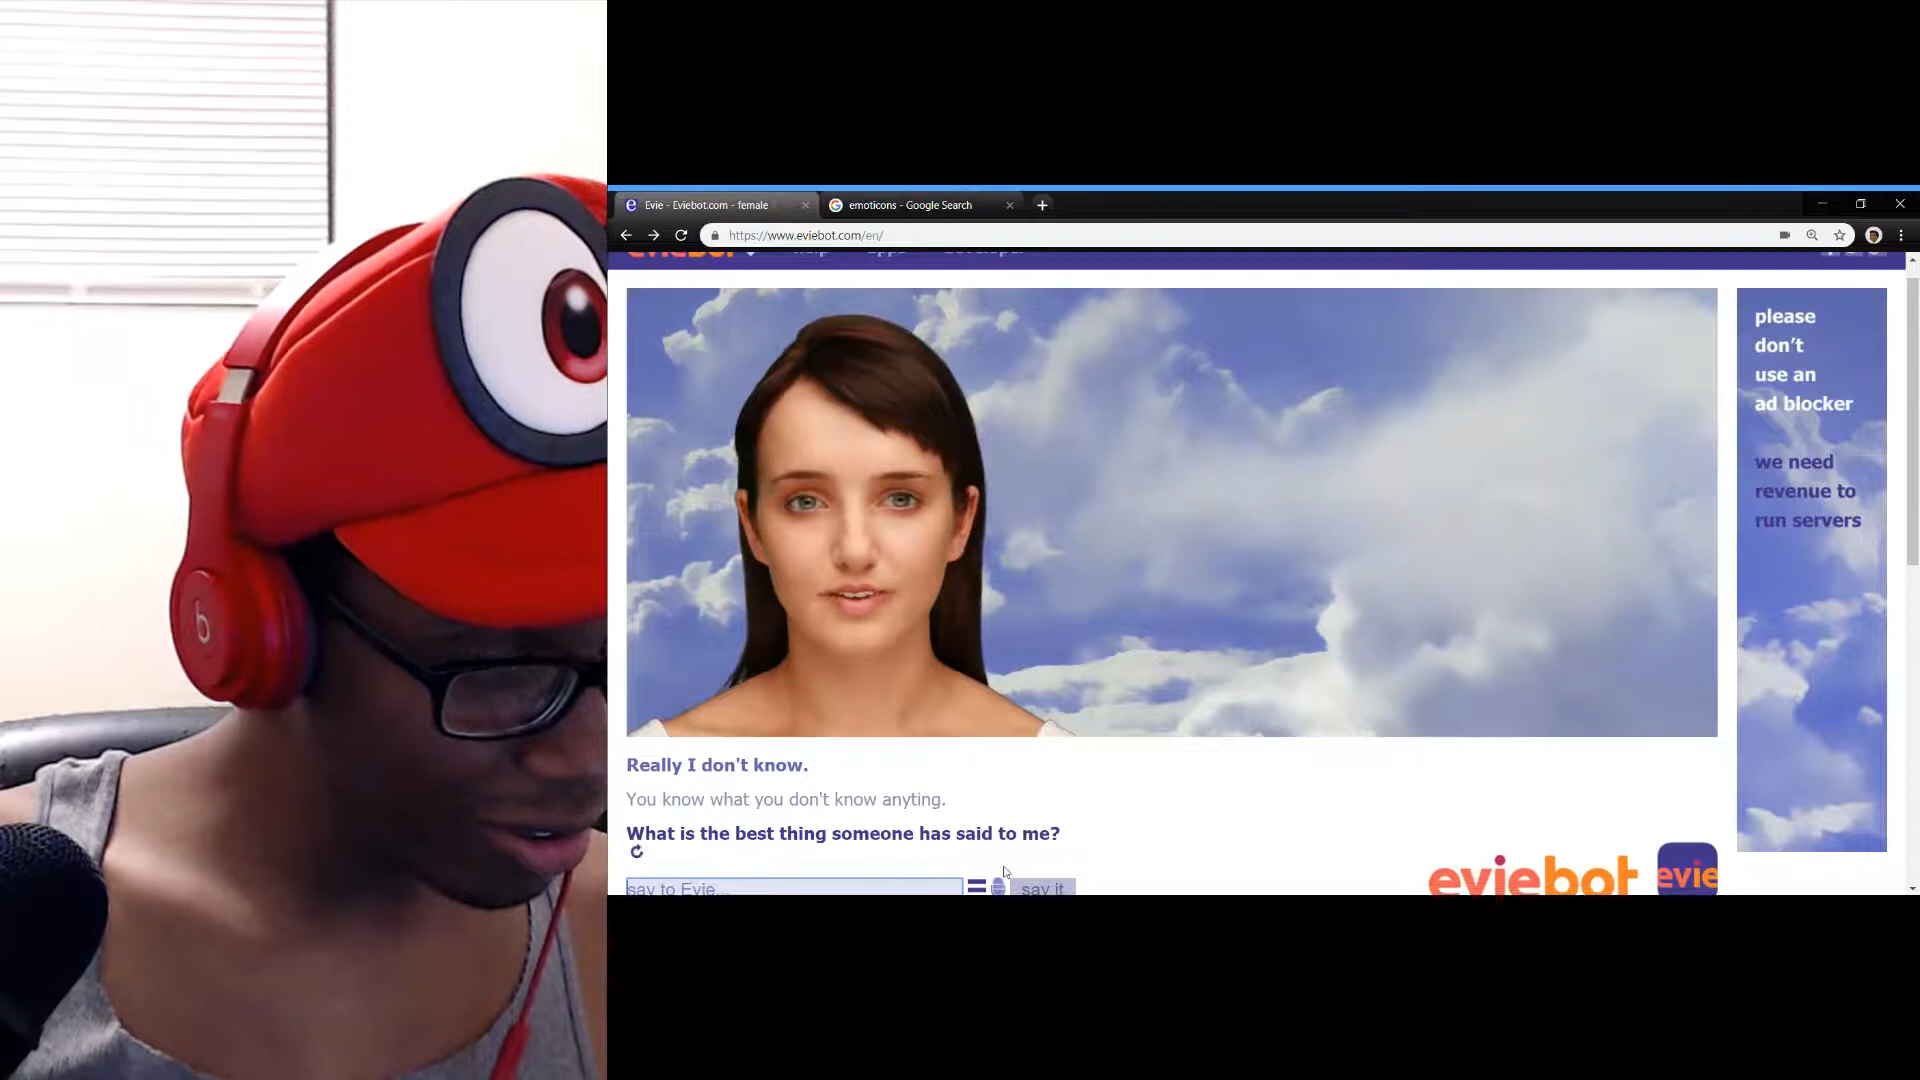 Evie - Eviebot.com - female
emoticons - Google Search
https://www.eviebot.com/en/
please
don't
use an
ad blocker
we need
revenue to
run servers
Really I don't know.
You know what you don't know anyting.
What is the best thing someone has said to me?
say to Evie...
say it
eviebot
evie
b